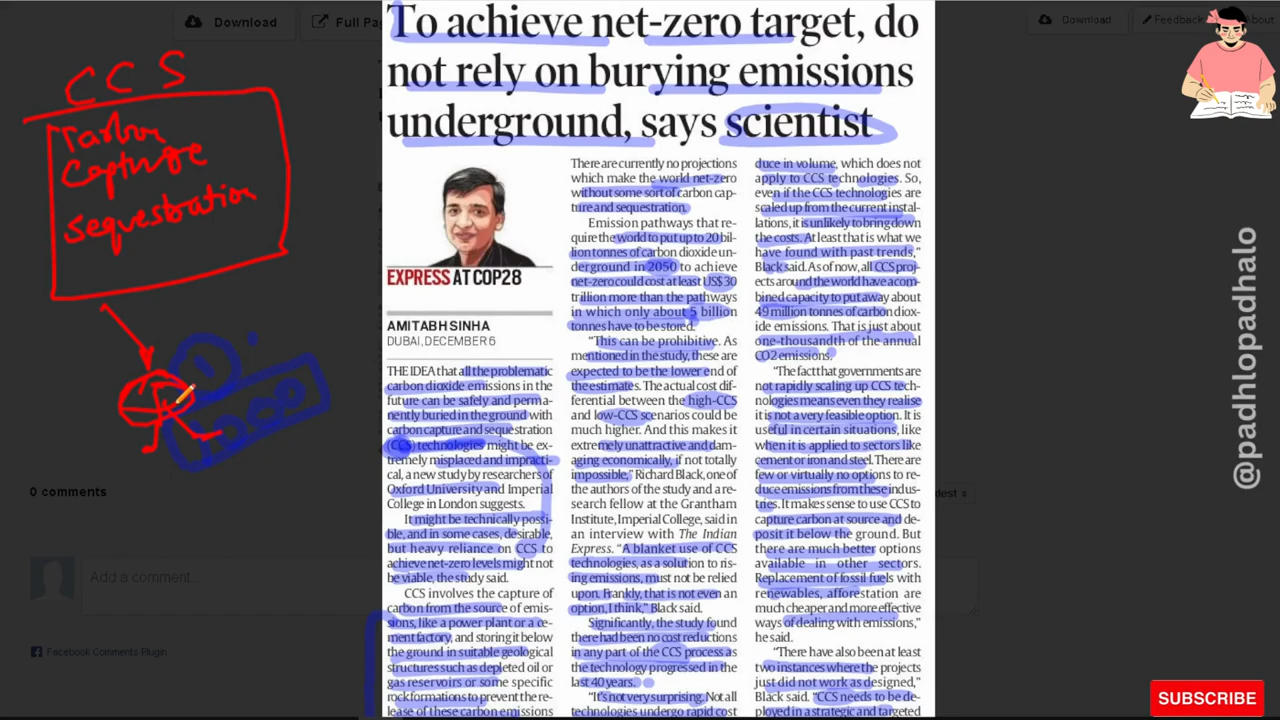 Download
Full Pa
Download
Feedback
About
To achieve net-zero target, do
not rely on burying emissions
underground, says scientist
CCS
Carbon
Capture
sequestration
1
1000
EXPRESS AT COP28
AMITABH SINHA
DUBAI, DECEMBER 6
THE IDEA that all the problematic
carbon dioxide emissions in the
future can be safely and perma-
nently buried in the ground with
carbon capture and sequestration
(CCS) technologies might be ex-
tremely misplaced and impracti-
cal, a new study by researchers of
Oxford University and Imperial
College in London suggests.
It might be technically possi-
ble, and in some cases, desirable,
but heavy reliance on CCS to
achieve net-zero levels might not
be viable, the study said.
CCS involves the capture of
carbon from the source of emis-
sions, like a power plant or a ce-
ment factory, and storing it below
the ground in suitable geological
structures such as depleted oil or
gas reservoirs or some specific
rock formations to prevent the re-
lease of these carbon emissions
There are currently no projections
which make the world net-zero
without some sort of carbon cap-
ture and sequestration.
Emission pathways that re-
quire the world to put up to 20 bil-
lion tonnes of carbon dioxide un-
derground in 2050 to achieve
net-zero could cost at least US$ 30
trillion more than the pathways
in which only about 5 billion
tonnes have to be stored.
"This can be prohibitive. As
mentioned in the study, these are
expected to be the lower end of
the estimates. The actual cost dif-
ferential between the high-CCS
and low-CCS scenarios could be
much higher. And this makes it
extremely unattractive and dam-
aging economically, if not totally
impossible," Richard Black, one of
the authors of the study and a re-
search fellow at the Grantham
Institute, Imperial College, said in
an interview with The Indian
Express. "A blanket use of CCS
technologies, as a solution to ris-
ing emissions, must not be relied
upon. Frankly, that is not even an
option, I think," Black said.
Significantly, the study found
there had been no cost reductions
in any part of the CCS process as
the technology progressed in the
last 40 years.
"It's not very surprising. Not all
technologies undergo rapid cost
duce in volume, which does not
apply to CCS technologies. So,
even if the CCS technologies are
scaled up from the current instal-
lations, it is unlikely to bring down
the costs. At least that is what we
have found with past trends,"
Black said. As of now, all CCS proj-
ects around the world have a com-
bined capacity to put away about
49 million tonnes of carbon diox-
ide emissions. That is just about
one-thousandth of the annual
CO2 emissions.
"The fact that governments are
not rapidly scaling up CCS tech-
nologies means even they realise
it is not a very feasible option. It is
useful in certain situations, like
when it is applied to sectors like
cement or iron and steel. There are
few or virtually no options to re-
duce emissions from these indus-
tries. It makes sense to use CCS to
capture carbon at source and de-
posit it below the ground. But
there are much better options
available in other sectors.
Replacement of fossil fuels with
renewables, afforestation are
much cheaper and more effective
ways of dealing with emissions,"
he said.
"There have also been at least
two instances where the projects
just did not work as designed,"
Black said. "CCS needs to be de-
ployed in a strategic and targeted
0 comments
dest
Add a comment...
Facebook Comments Plugin
@padhlopadhalo
SUBSCRIBE